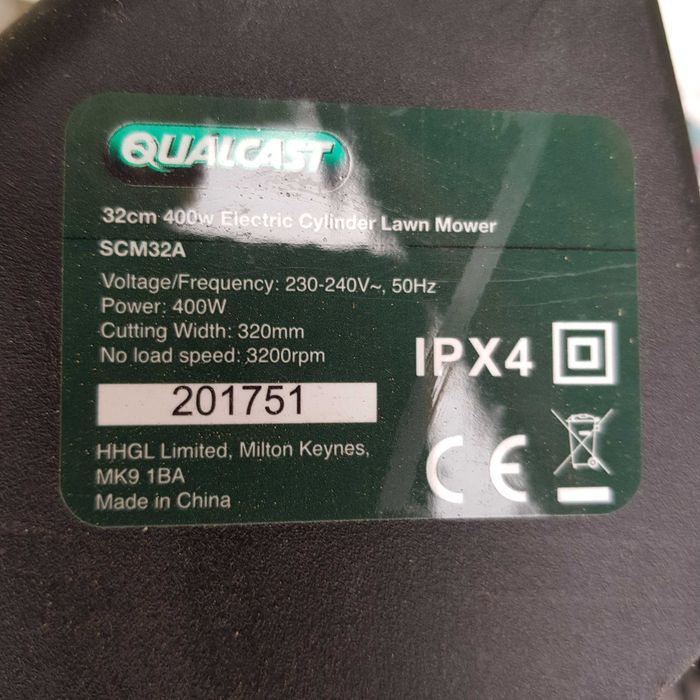 QUALCAST
32cm 400w Electric Cylinder Lawn Mower
SCM32A
Voltage/Frequency: 230-240V~, 50Hz
Power: 400W
Cutting Width: 320mm
No load speed: 3200rpm
IPX4
201751
HHGL Limited, Milton Keynes,
MK9 1BA
Made in China
CE